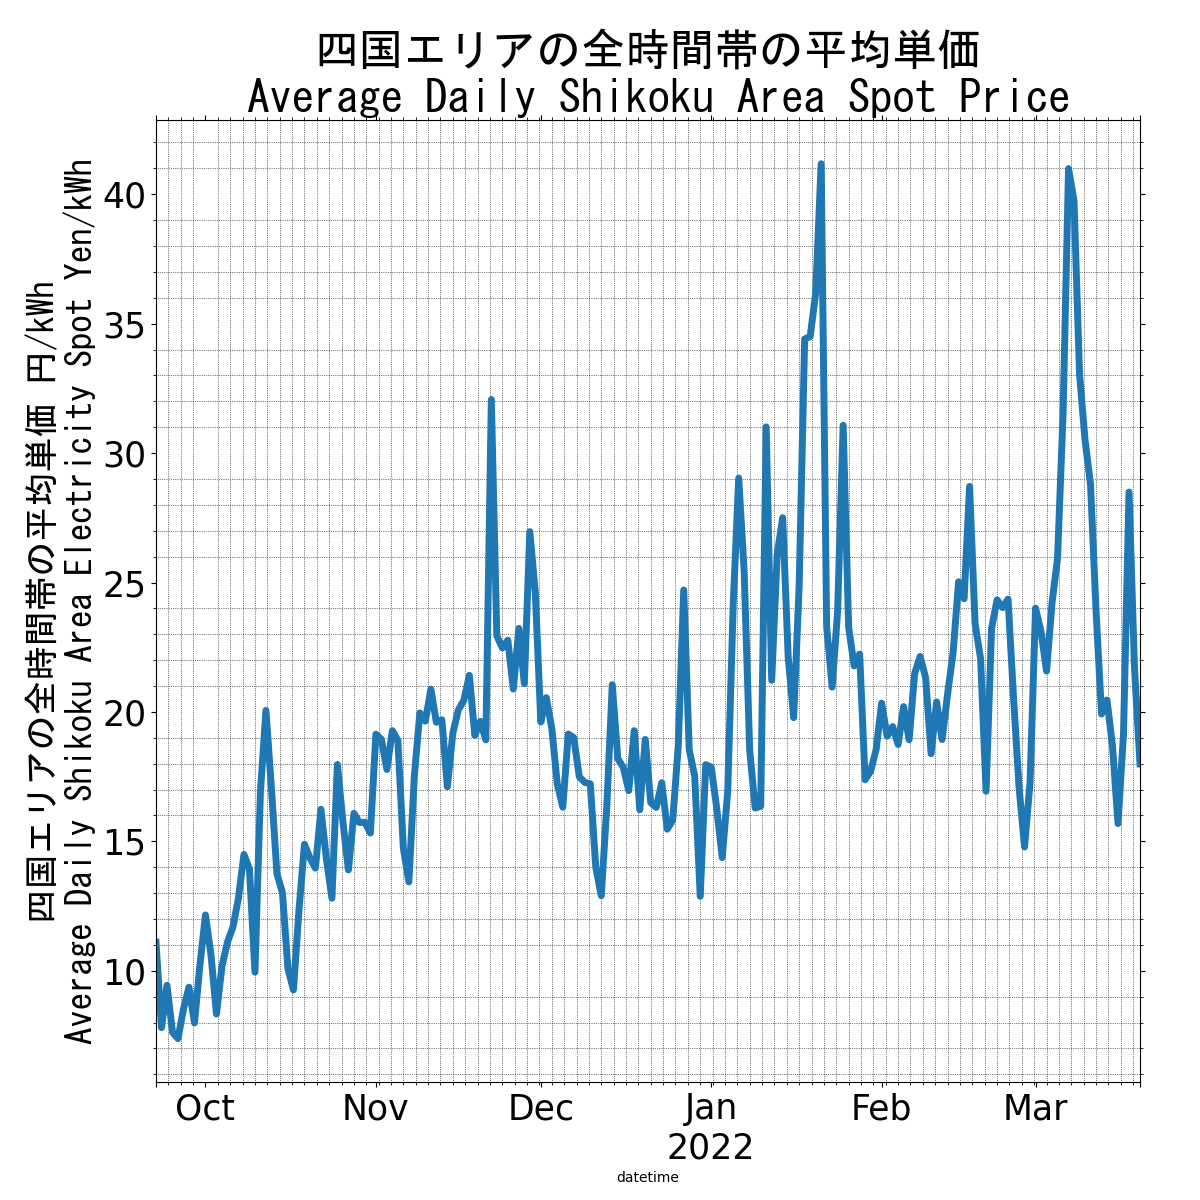 四国エリアの全時間帯の平均単価
Average Daily Shikoku Area Spot Price
四国エリアの全時間帯の平均単価 円/kWh
Average Daily Shikoku Area Electricity Spot Yen/kWh
40
35
30
25
20
15
10
Oct
Nov
Dec
Jan
Feb
Mar
2022
datetime